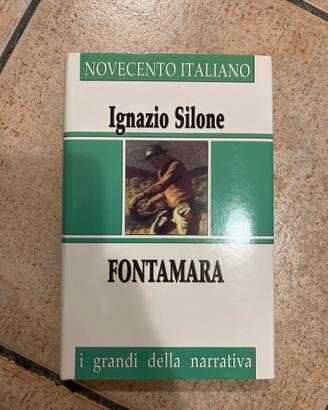 NOVECENTO ITALIANO
Ignazio Silone
FONTAMARA
i grandi della narrativa